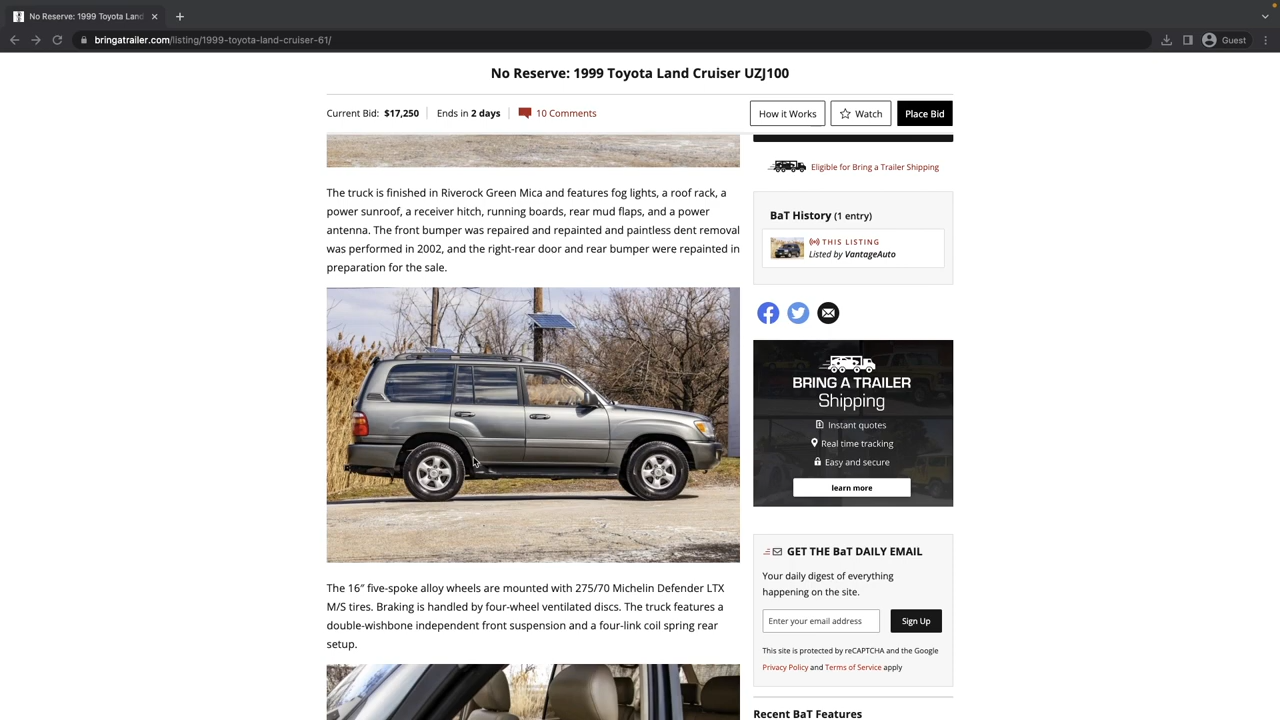 No Reserve: 1999 Toyota Land
bringatrailer.com/listing/1999-toyota-land-cruiser-61/
Guest
No Reserve: 1999 Toyota Land Cruiser UZJ100
Current Bid: $17,250
Ends in 2 days
10 Comments
How it Works
Watch
Place Bid
The truck is finished in Riverock Green Mica and features fog lights, a roof rack, a
power sunroof, a receiver hitch, running boards, rear mud flaps, and a power
antenna. The front bumper was repaired and repainted and paintless dent removal
was performed in 2002, and the right-rear door and rear bumper were repainted in
preparation for the sale.
The 16″ five-spoke alloy wheels are mounted with 275/70 Michelin Defender LTX
M/S tires. Braking is handled by four-wheel ventilated discs. The truck features a
double-wishbone independent front suspension and a four-link coil spring rear
setup.
Eligible for Bring a Trailer Shipping
BaT History (1 entry)
THIS LISTING
Listed by VantageAuto
BRING A TRAILER
Shipping
Instant quotes
Real time tracking
Easy and secure
learn more
GET THE BaT DAILY EMAIL
Your daily digest of everything
happening on the site.
Enter your email address
Sign Up
This site is protected by reCAPTCHA and the Google
Privacy Policy and Terms of Service apply
Recent BaT Features